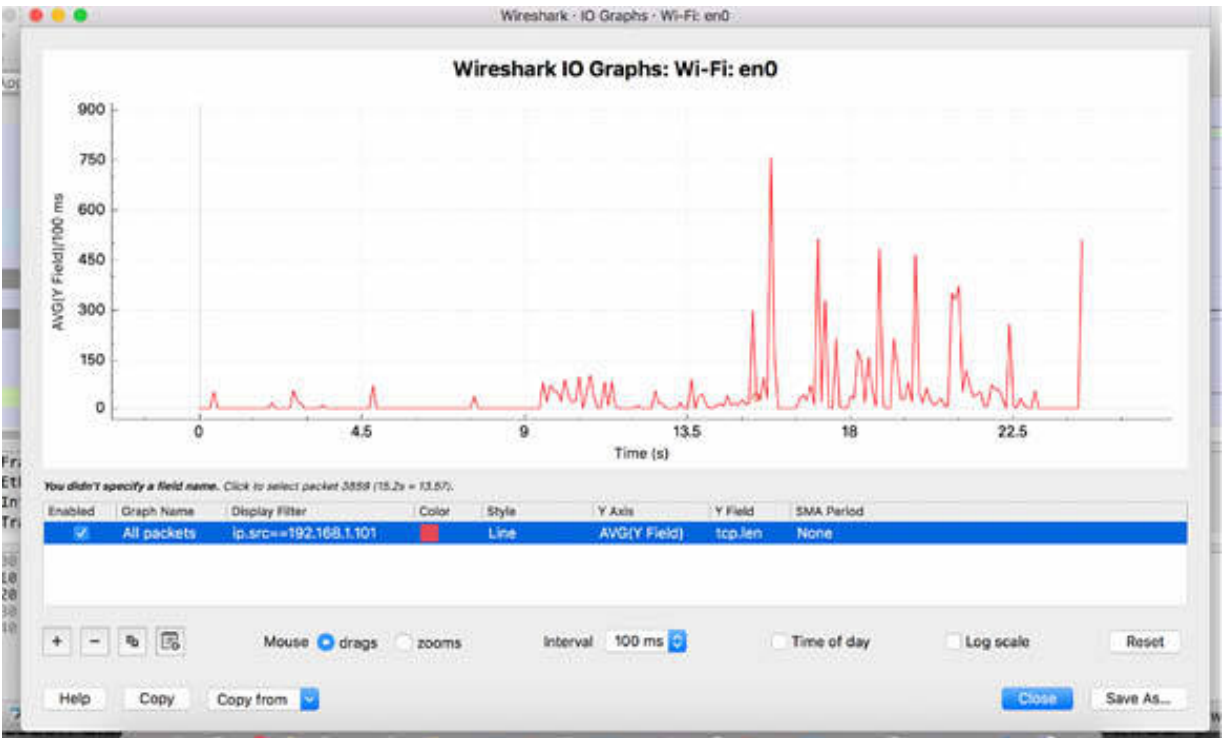 Wireshark · IO Graphs · Wi-Fi: en0
Wireshark IO Graphs: Wi-Fi: en0
AVG(Y Field)/100 ms
900
750
600
450
300
150
0
0 4.5 9 13.5 18 22.5
Time (s)
You didn't specify a field name. Click to select packet 3859 (15.2s = 13.57).
Enabled Graph Name Display Filter Color Style Y Axis Y Field SMA Period
All packets ip.src==192.168.1.101 Line AVG(Y Field) tcp.len None
+ − Mouse drags zooms Interval 100 ms Time of day Log scale Reset
Help Copy Copy from Close Save As...